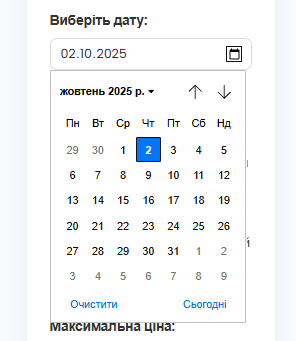 Виберіть дату:
02.10.2025
жовтень 2025 р.
Пн Вт Ср Чт Пт Сб Нд
29 30 1 2 3 4 5
6 7 8 9 10 11 12
13 14 15 16 17 18 19
20 21 22 23 24 25 26
27 28 29 30 31 1 2
3 4 5 6 7 8 9
Очистити Сьогодні
Максимальна ціна: